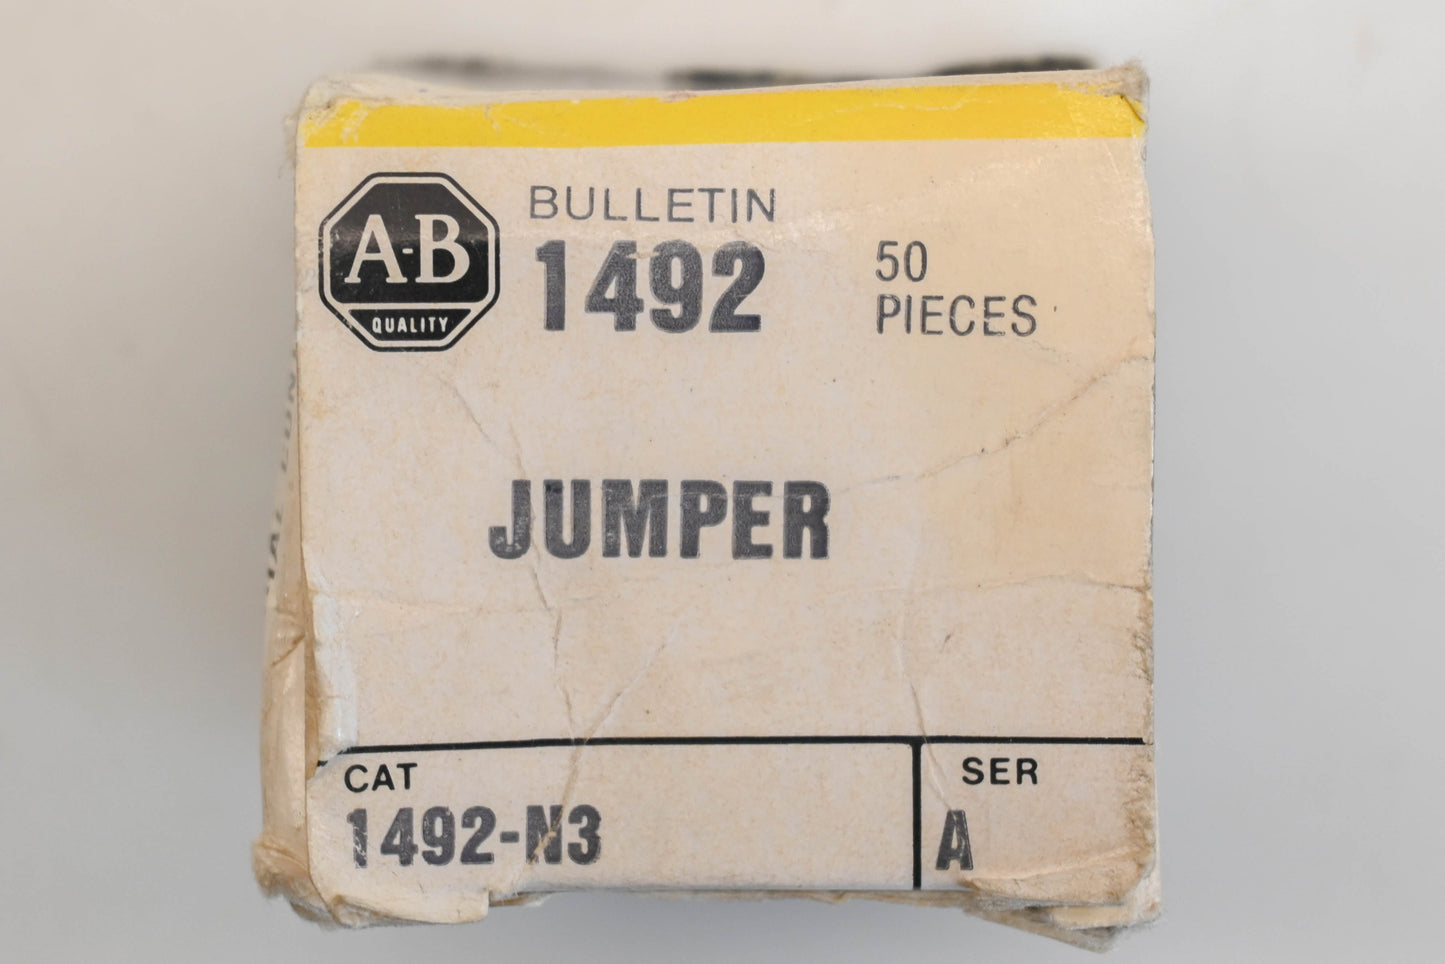 A-B
QUALITY
BULLETIN
1492
50
PIECES
JUMPER
CAT
1492-N3
SER
A